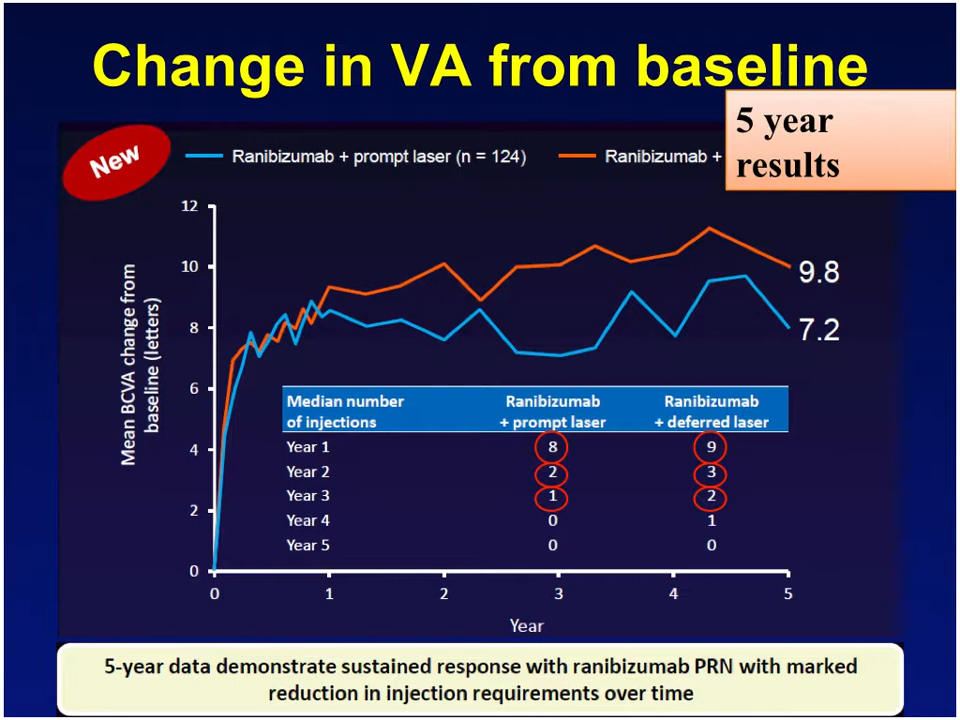 Change in VA from baseline
5 year
results
New
Ranibizumab + prompt laser (n = 124)
Ranibizumab +
12
10
8
6
4
2
0
Mean BCVA change from
baseline (letters)
9.8
7.2
Median number of injections Ranibizumab + prompt laser Ranibizumab + deferred laser
Year 1 8 9
Year 2 2 3
Year 3 1 2
Year 4 0 1
Year 5 0 0
0 1 2 3 4 5
Year
5-year data demonstrate sustained response with ranibizumab PRN with marked
reduction in injection requirements over time